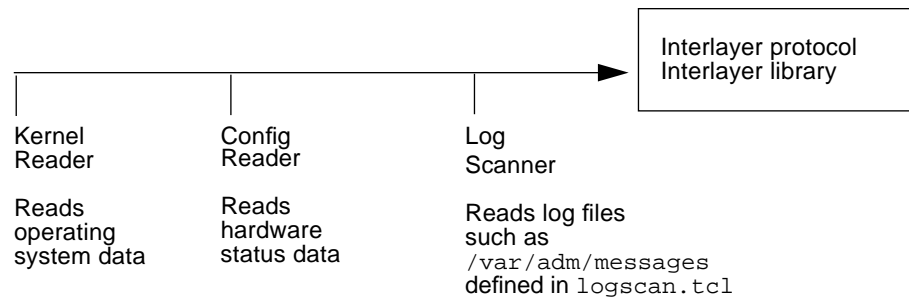 Interlayer protocol
Interlayer library
Kernel
Reader
Reads
operating
system data
Config
Reader
Reads
hardware
status data
Log
Scanner
Reads log files
such as
/var/adm/messages
defined in logscan.tcl